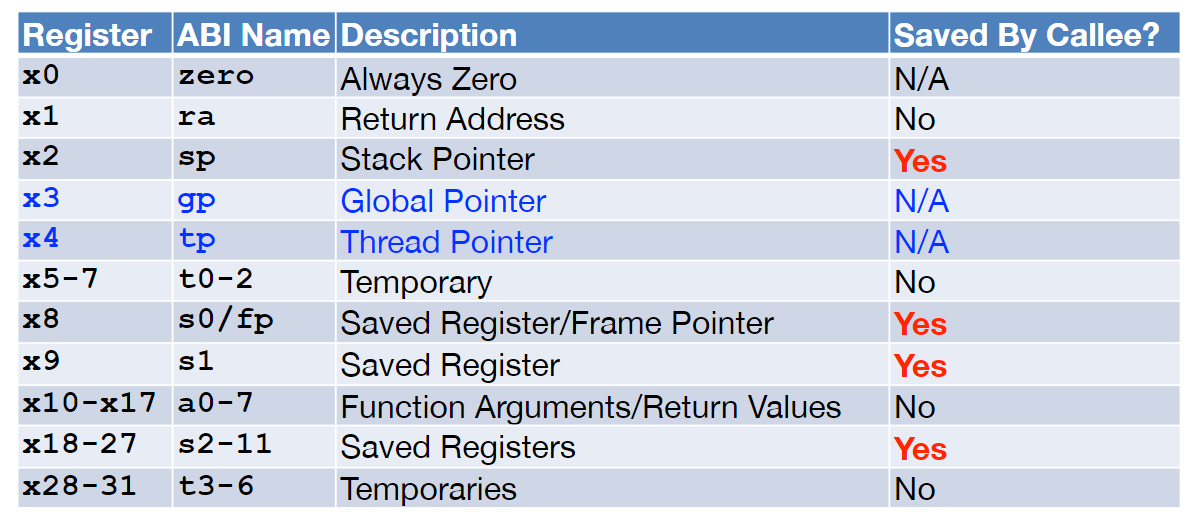 Register ABI Name Description Saved By Callee?
x0 zero Always Zero N/A
x1 ra Return Address No
x2 sp Stack Pointer Yes
x3 gp Global Pointer N/A
x4 tp Thread Pointer N/A
x5-7 t0-2 Temporary No
x8 s0/fp Saved Register/Frame Pointer Yes
x9 s1 Saved Register Yes
x10-x17 a0-7 Function Arguments/Return Values No
x18-27 s2-11 Saved Registers Yes
x28-31 t3-6 Temporaries No